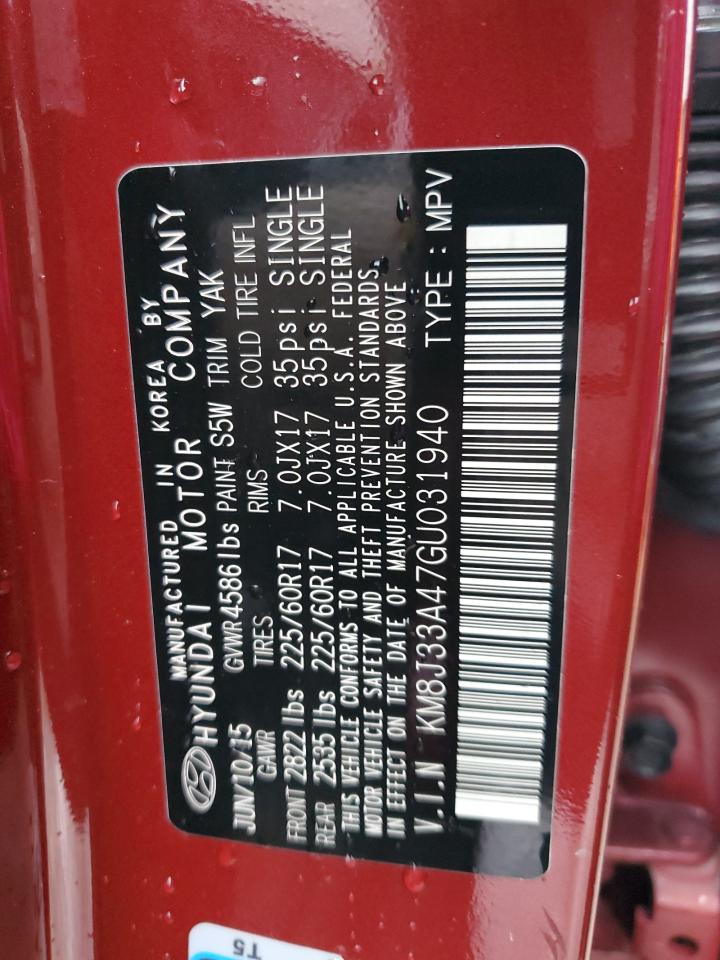 MANUFACTURED IN KOREA BY
HYUNDAI MOTOR COMPANY
JUN/10/15 GVWR 4586 lbs PAINT S5W TRIM YAK
GAWR TIRES RIMS COLD TIRE INFL
FRONT 2822 lbs 225/60R17 7.0JX17 35psi SINGLE
REAR 2535 lbs 225/60R17 7.0JX17 35psi SINGLE
THIS VEHICLE CONFORMS TO ALL APPLICABLE U.S.A. FEDERAL
MOTOR VEHICLE SAFETY AND THEFT PREVENTION STANDARDS
IN EFFECT ON THE DATE OF MANUFACTURE SHOWN ABOVE
V.I.N KM8J33A47GU031940 TYPE : MPV
T5